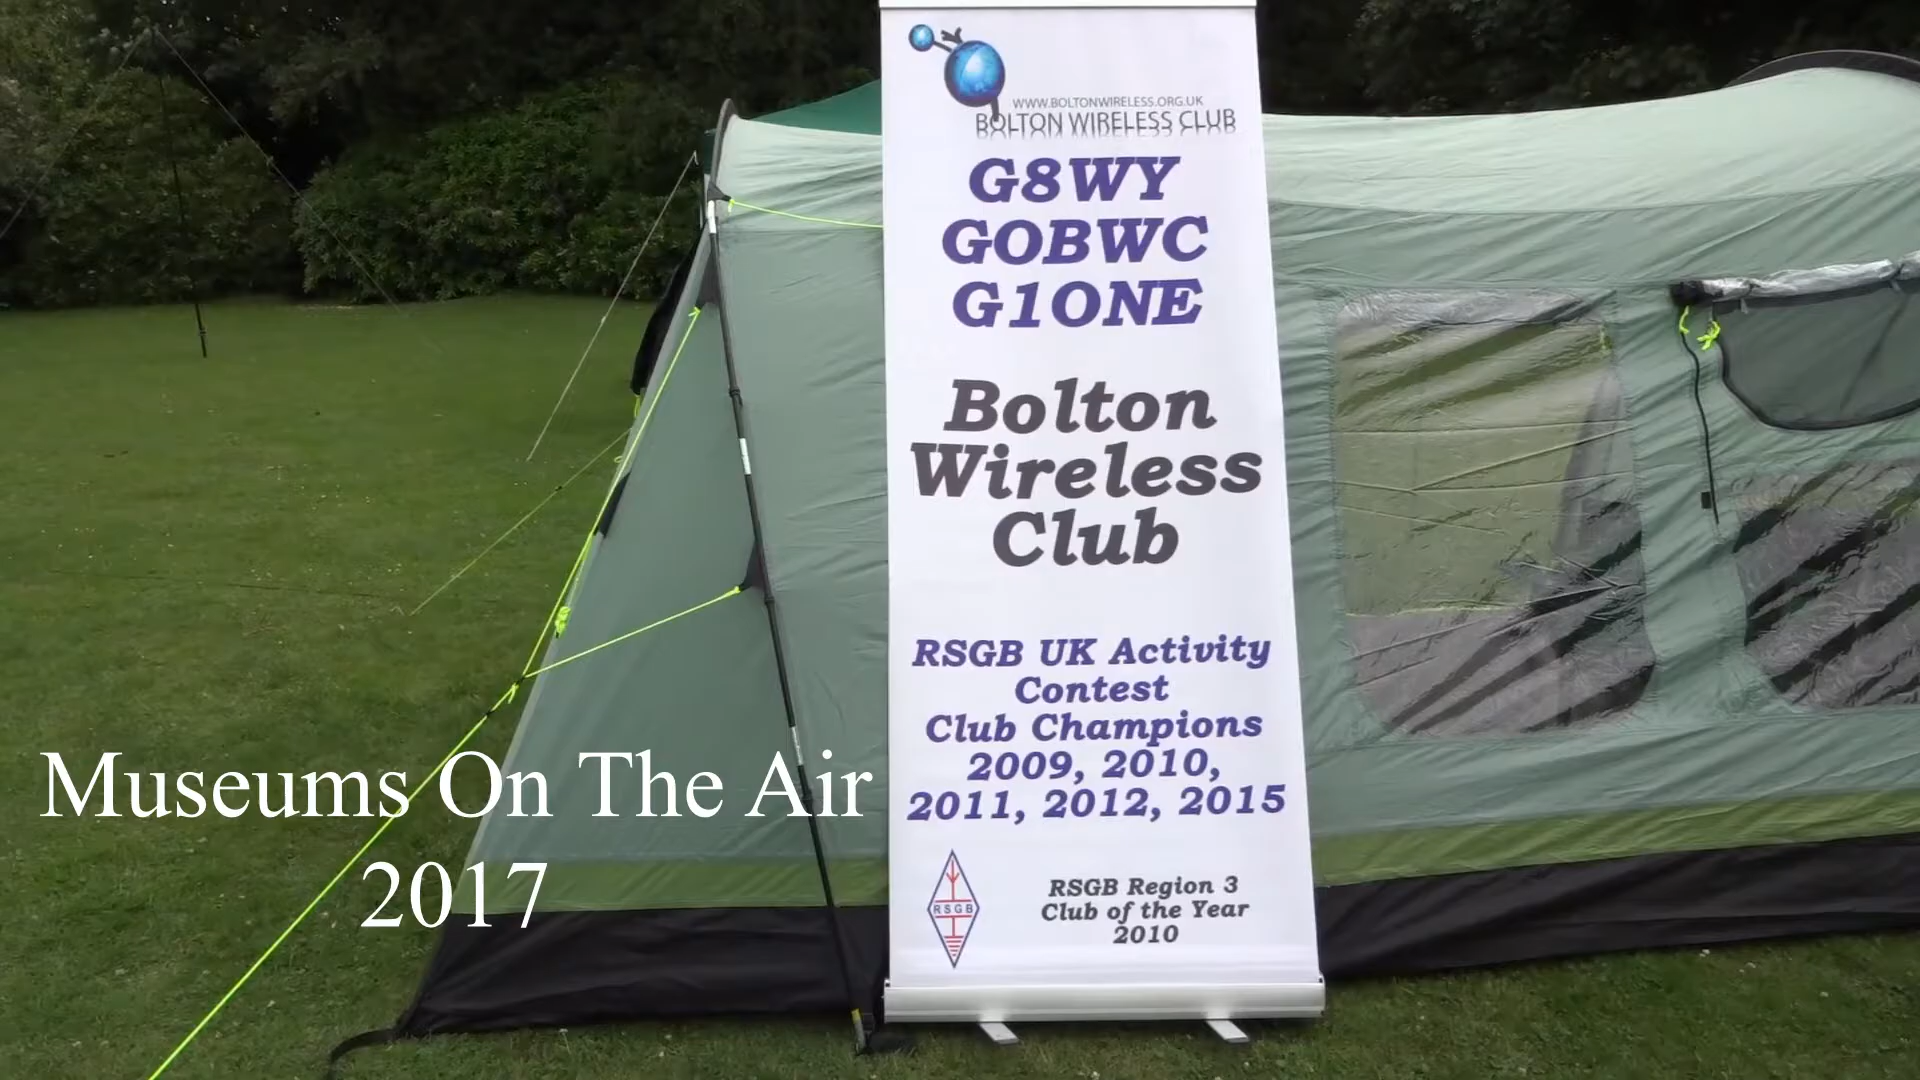 WWW.BOLTONWIRELESS.ORG.UK
BOLTON WIRELESS CLUB
G8WY
G0BWC
G1ONE
Bolton
Wireless
Club
RSGB UK Activity
Contest
Club Champions
2009, 2010,
2011, 2012, 2015
RSGB
RSGB Region 3
Club of the Year
2010
Museums On The Air
2017